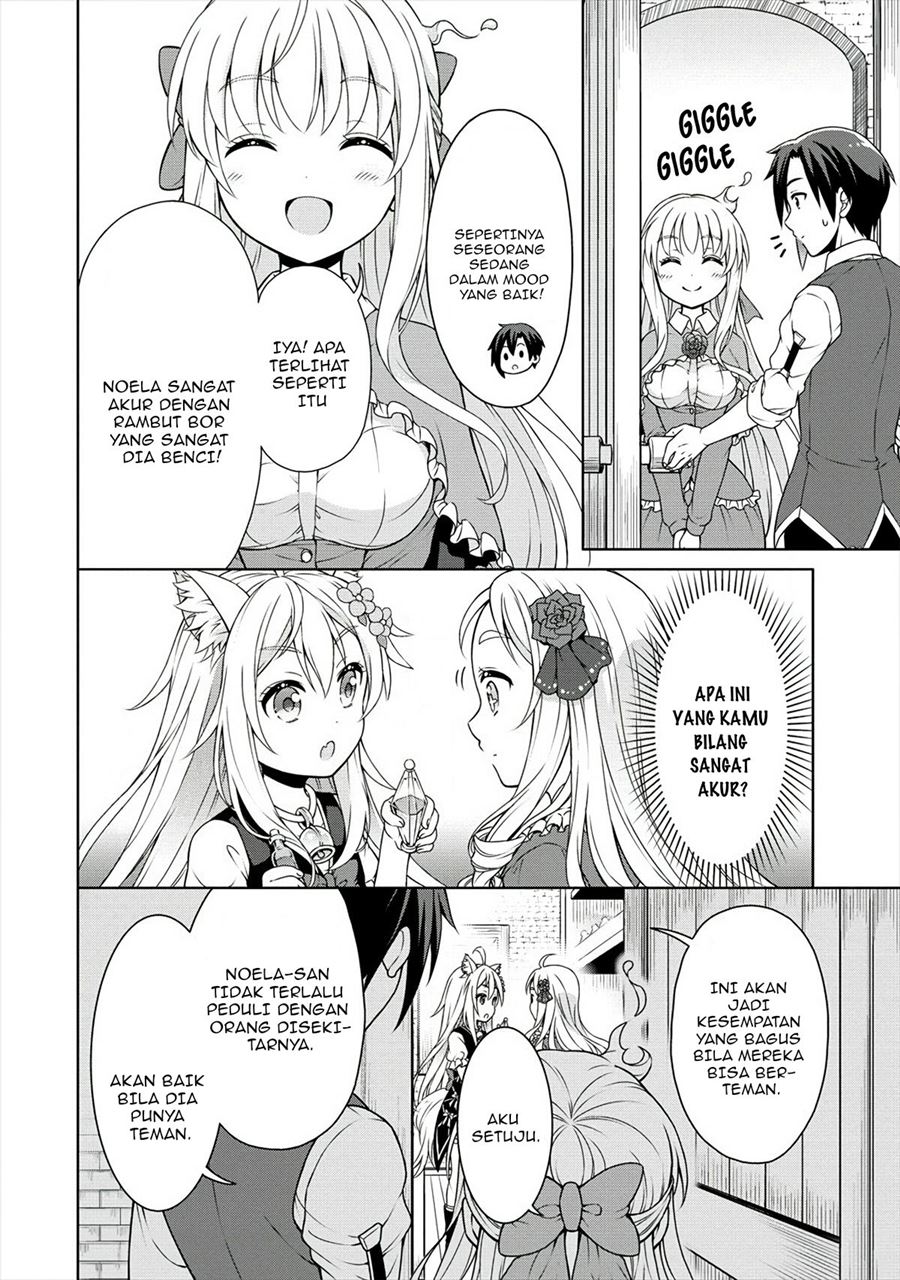 GIGGLE
GIGGLE
SEPERTINYA
SESEORANG
SEDANG
DALAM MOOD
YANG BAIK!
IYA! APA
TERLIHAT
SEPERTI
ITU
NOELA SANGAT
AKUR DENGAN
RAMBUT BOR
YANG SANGAT
DIA BENCI!
APA INI
YANG KAMU
BILANG
SANGAT
AKUR?
INI AKAN
JADI
KESEMPATAN
YANG BAGUS
BILA MEREKA
BISA BER-
TEMAN.
AKU
SETUJU.
NOELA-SAN
TIDAK TERLALU
PEDULI DENGAN
ORANG DISEKI-
TARNYA.
AKAN BAIK
BILA DIA
PUNYA
TEMAN.